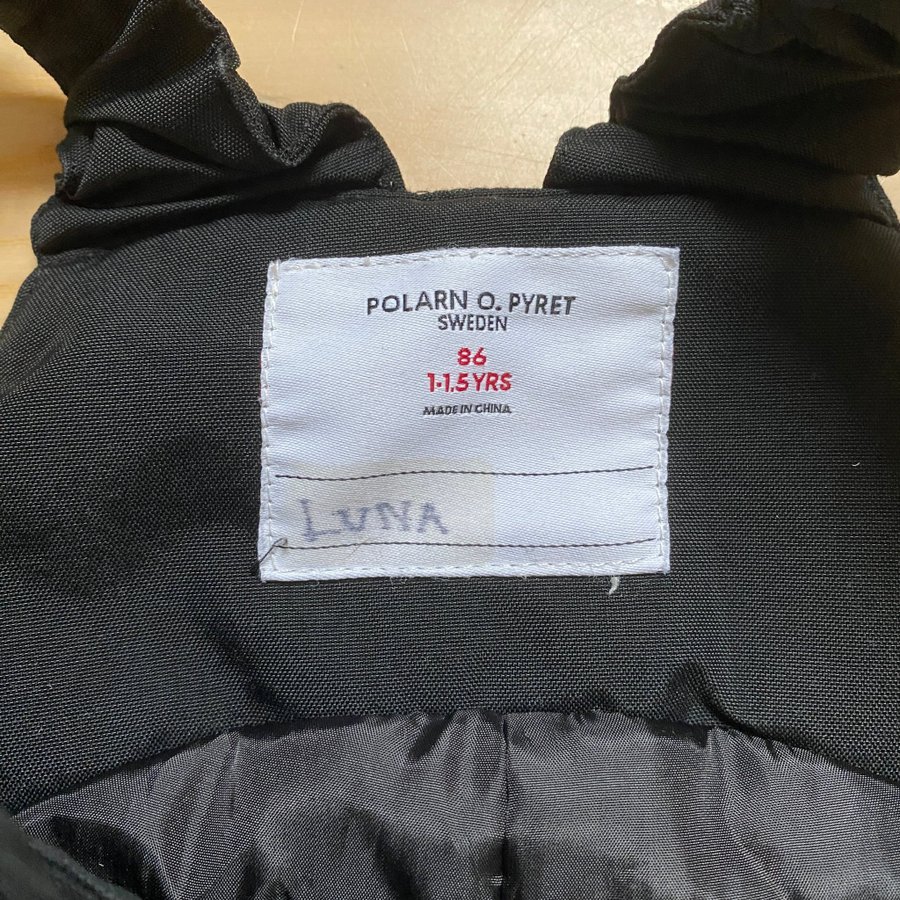 POLARN O. PYRET
SWEDEN
86
1-1.5 YRS
MADE IN CHINA
LUNA